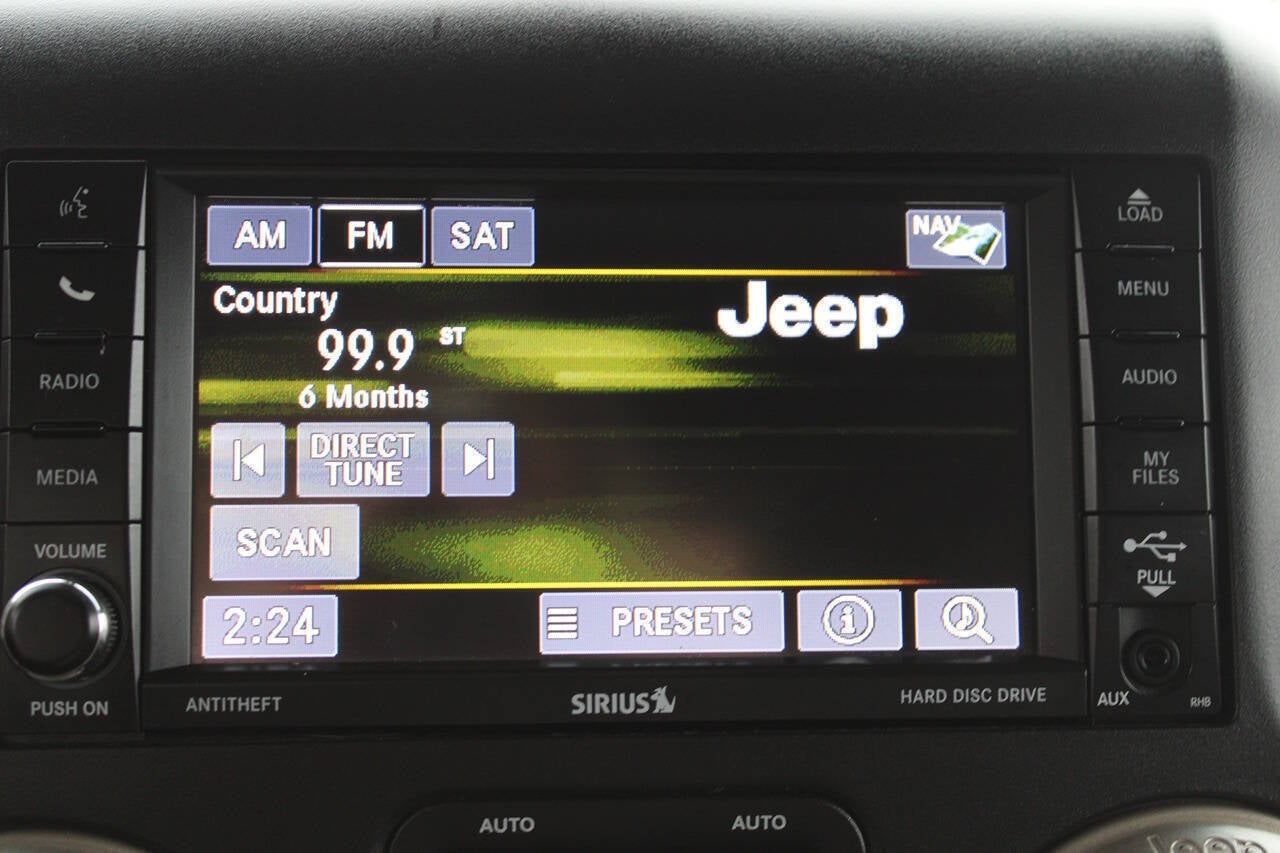 AM FM SAT NAV
LOAD
Country
Jeep
MENU
99.9 ST
RADIO
6 Months
AUDIO
DIRECT
TUNE
MEDIA
MY
FILES
SCAN
VOLUME
PULL
2:24 PRESETS i
PUSH ON
ANTITHEFT
SIRIUS
HARD DISC DRIVE
AUX
RHB
AUTO AUTO
Jeep